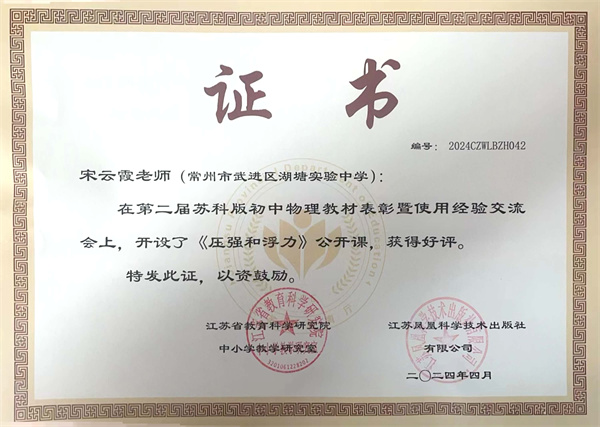 证书
编号： 2024CZWLBZH042
宋云霞老师（常州市武进区湖塘实验中学）：
在第二届苏科版初中物理教材表彰暨使用经验交流
会上，开设了《压强和浮力》公开课，获得好评。
特发此证，以资鼓励。
江苏省教育科学研究院
中小学教学研究室
江苏凤凰科学技术出版社
有限公司
二〇二四年四月